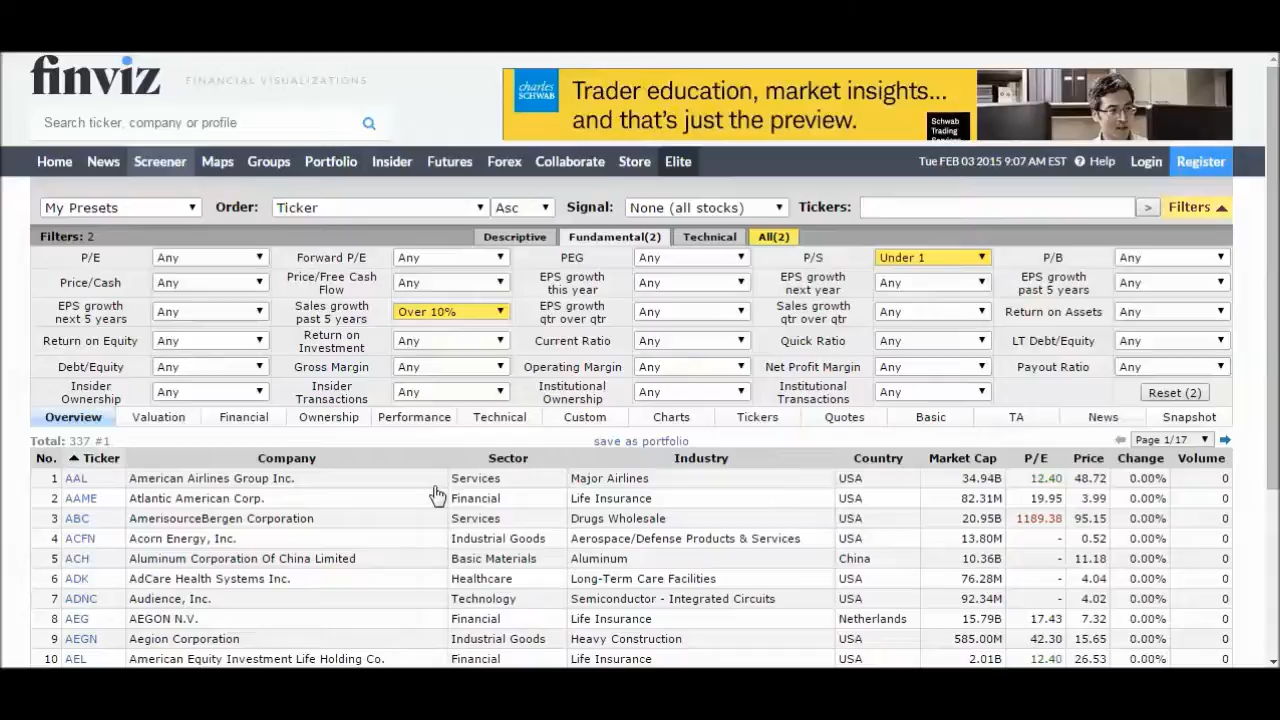 finviz FINANCIAL VISUALIZATIONS
charles SCHWAB
Trader education, market insights...
and that's just the preview.
Schwab
Trading
Search ticker, company or profile
Home News Screener Maps Groups Portfolio Insider Futures Forex Collaborate Store Elite Tue FEB 03 2015 9:07 AM EST ? Help Login Register
My Presets Order: Ticker Asc Signal: None (all stocks) Tickers: > Filters
Filters: 2 Descriptive Fundamental(2) Technical All(2)
P/E Any Forward P/E Any PEG Any P/S Under 1 P/B Any
Price/Cash Any Price/Free Cash Flow Any EPS growth this year Any EPS growth next year Any EPS growth past 5 years Any
EPS growth next 5 years Any Sales growth past 5 years Over 10% EPS growth qtr over qtr Any Sales growth qtr over qtr Any Return on Assets Any
Return on Equity Any Return on Investment Any Current Ratio Any Quick Ratio Any LT Debt/Equity Any
Debt/Equity Any Gross Margin Any Operating Margin Any Net Profit Margin Any Payout Ratio Any
Insider Ownership Any Insider Transactions Any Institutional Ownership Any Institutional Transactions Any Reset (2)
Overview Valuation Financial Ownership Performance Technical Custom Charts Tickers Quotes Basic TA News Snapshot
Total: 337 #1 save as portfolio Page 1/17
No. Ticker Company Sector Industry Country Market Cap P/E Price Change Volume
1 AAL American Airlines Group Inc. Services Major Airlines USA 34.94B 12.40 48.72 0.00% 0
2 AAME Atlantic American Corp. Financial Life Insurance USA 82.31M 19.95 3.99 0.00% 0
3 ABC AmerisourceBergen Corporation Services Drugs Wholesale USA 20.95B 1189.38 95.15 0.00% 0
4 ACFN Acorn Energy, Inc. Industrial Goods Aerospace/Defense Products & Services USA 13.80M - 0.52 0.00% 0
5 ACH Aluminum Corporation Of China Limited Basic Materials Aluminum China 10.36B - 11.18 0.00% 0
6 ADK AdCare Health Systems Inc. Healthcare Long-Term Care Facilities USA 76.28M - 4.04 0.00% 0
7 ADNC Audience, Inc. Technology Semiconductor - Integrated Circuits USA 92.34M - 4.02 0.00% 0
8 AEG AEGON N.V. Financial Life Insurance Netherlands 15.79B 17.43 7.32 0.00% 0
9 AEGN Aegion Corporation Industrial Goods Heavy Construction USA 585.00M 42.30 15.65 0.00% 0
10 AEL American Equity Investment Life Holding Co. Financial Life Insurance USA 2.01B 12.40 26.53 0.00% 0